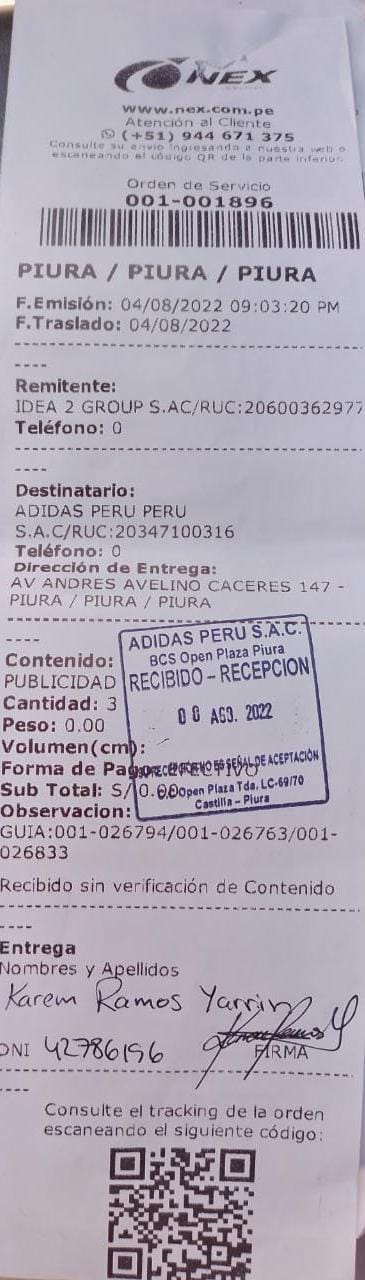 NEX
www.nex.com.pe
Atención al Cliente
(+51) 944 671 375
Consulte su envío ingresando a nuestra web o
escaneando el código QR de la parte inferior.
Orden de Servicio
001-001896
PIURA / PIURA / PIURA
F.Emisión: 04/08/2022 09:03:20 PM
F.Traslado: 04/08/2022
----
Remitente:
IDEA 2 GROUP S.AC/RUC:20600362977
Teléfono: 0
----
Destinatario:
ADIDAS PERU PERU
S.A.C/RUC:20347100316
Teléfono: 0
Dirección de Entrega:
AV ANDRES AVELINO CACERES 147 -
PIURA / PIURA / PIURA
----
Contenido:
PUBLICIDAD
Cantidad: 3
Peso: 0.00
Volumen(cm):
Forma de Pago: EFECTIVO
Sub Total: S/ 0.00
Observacion:
ADIDAS PERU S.A.C.
BCS Open Plaza Piura
RECIBIDO - RECEPCION
AGO. 2022
NO ES SEÑAL DE ACEPTACIÓN
C.C Open Plaza Tda. LC-69/70
Castilla - Piura
GUIA:001-026794/001-026763/001-
026833
Recibido sin verificación de Contenido
----
Entrega
Nombres y Apellidos
Karem Ramos Yarrin
DNI 42786196
FIRMA
----
Consulte el tracking de la orden
escaneando el siguiente código: